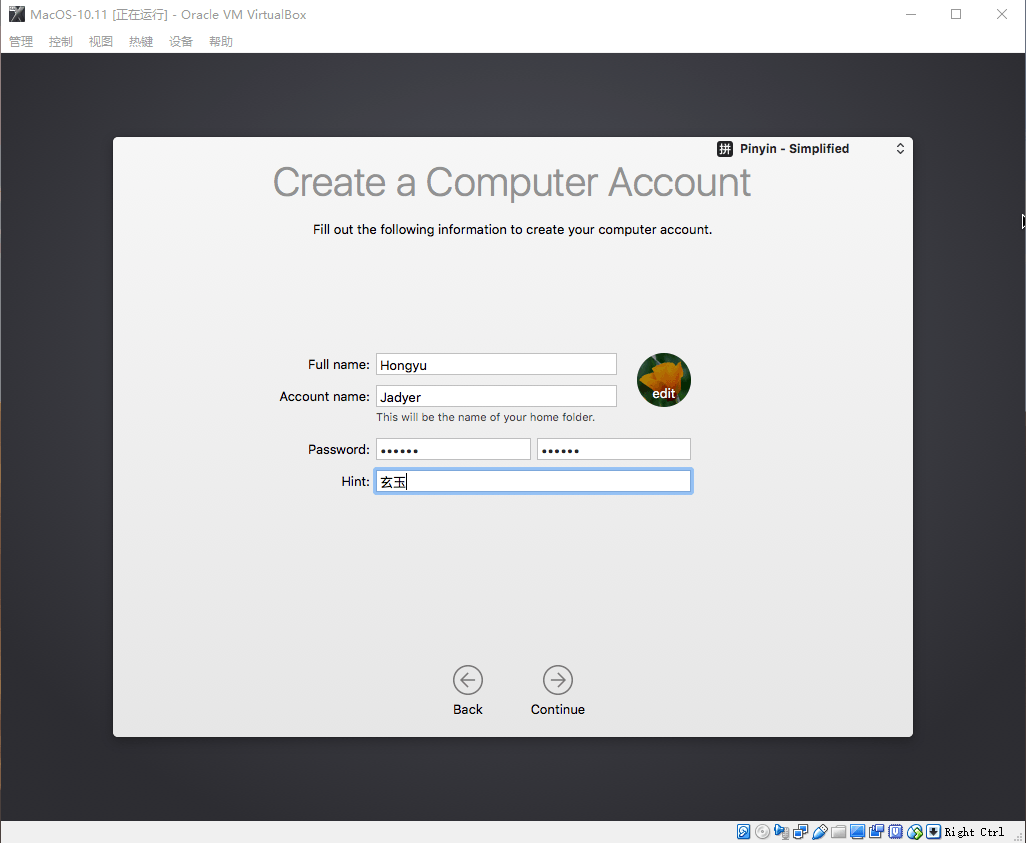 MacOS-10.11 [正在运行] - Oracle VM VirtualBox
管理 控制 视图 热键 设备 帮助
拼 Pinyin - Simplified
Create a Computer Account
Fill out the following information to create your computer account.
Full name: Hongyu
edit
Account name: Jadyer
This will be the name of your home folder.
Password: •••••• ••••••
Hint: 玄玉
Back Continue
Right Ctrl